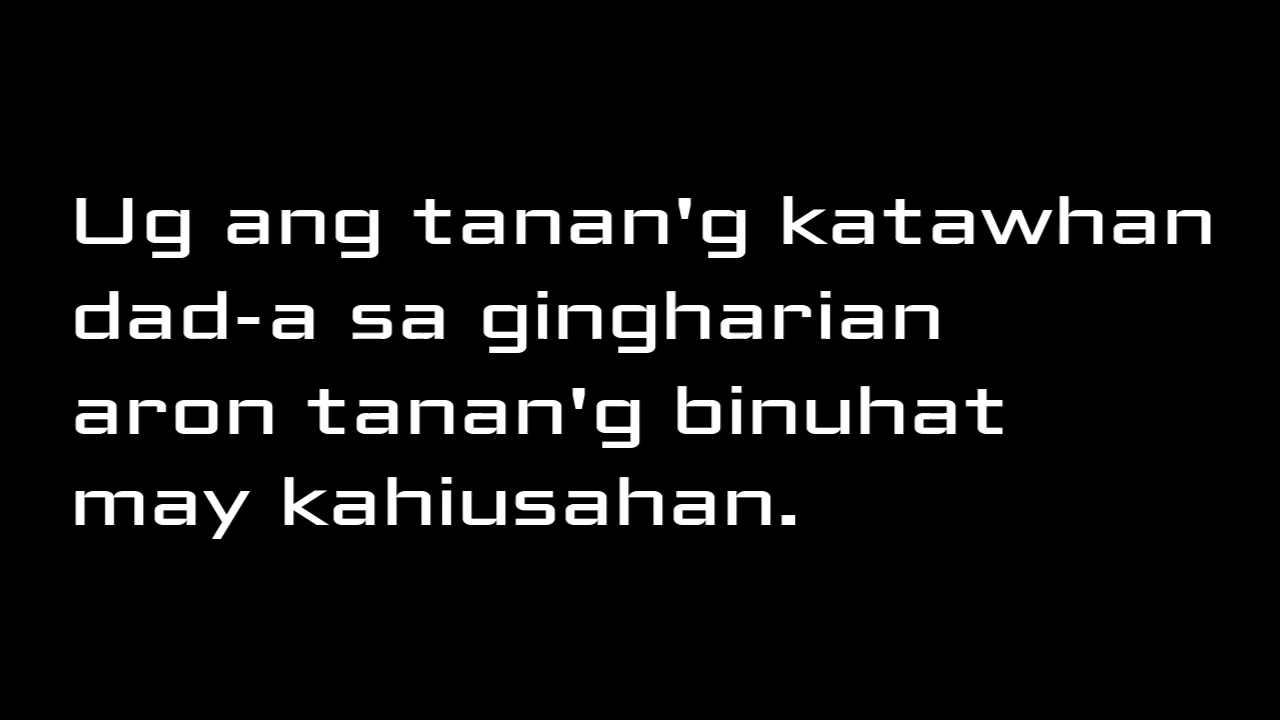 Ug ang tanan'g katawhan
dad-a sa gingharian
aron tanan'g binuhat
may kahiusahan.